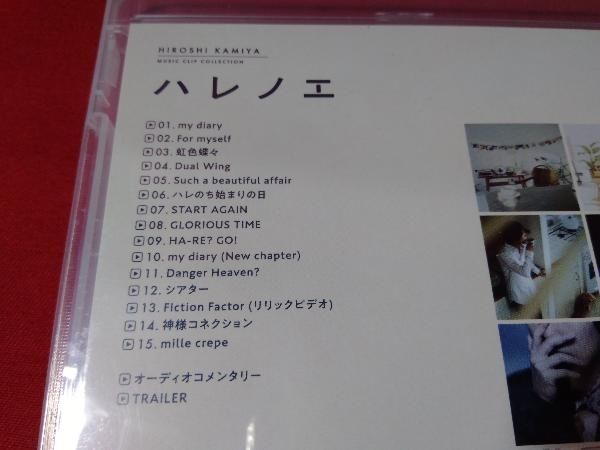 HIROSHI KAMIYA
MUSIC CLIP COLLECTION
ハレノエ
01. my diary
02. For myself
03. 虹色蝶々
04. Dual Wing
05. Such a beautiful affair
06. ハレのち始まりの日
07. START AGAIN
08. GLORIOUS TIME
09. HA-RE? GO!
10. my diary (New chapter)
11. Danger Heaven?
12. シアター
13. Fiction Factor (リリックビデオ)
14. 神様コネクション
15. mille crepe
オーディオコメンタリー
TRAILER